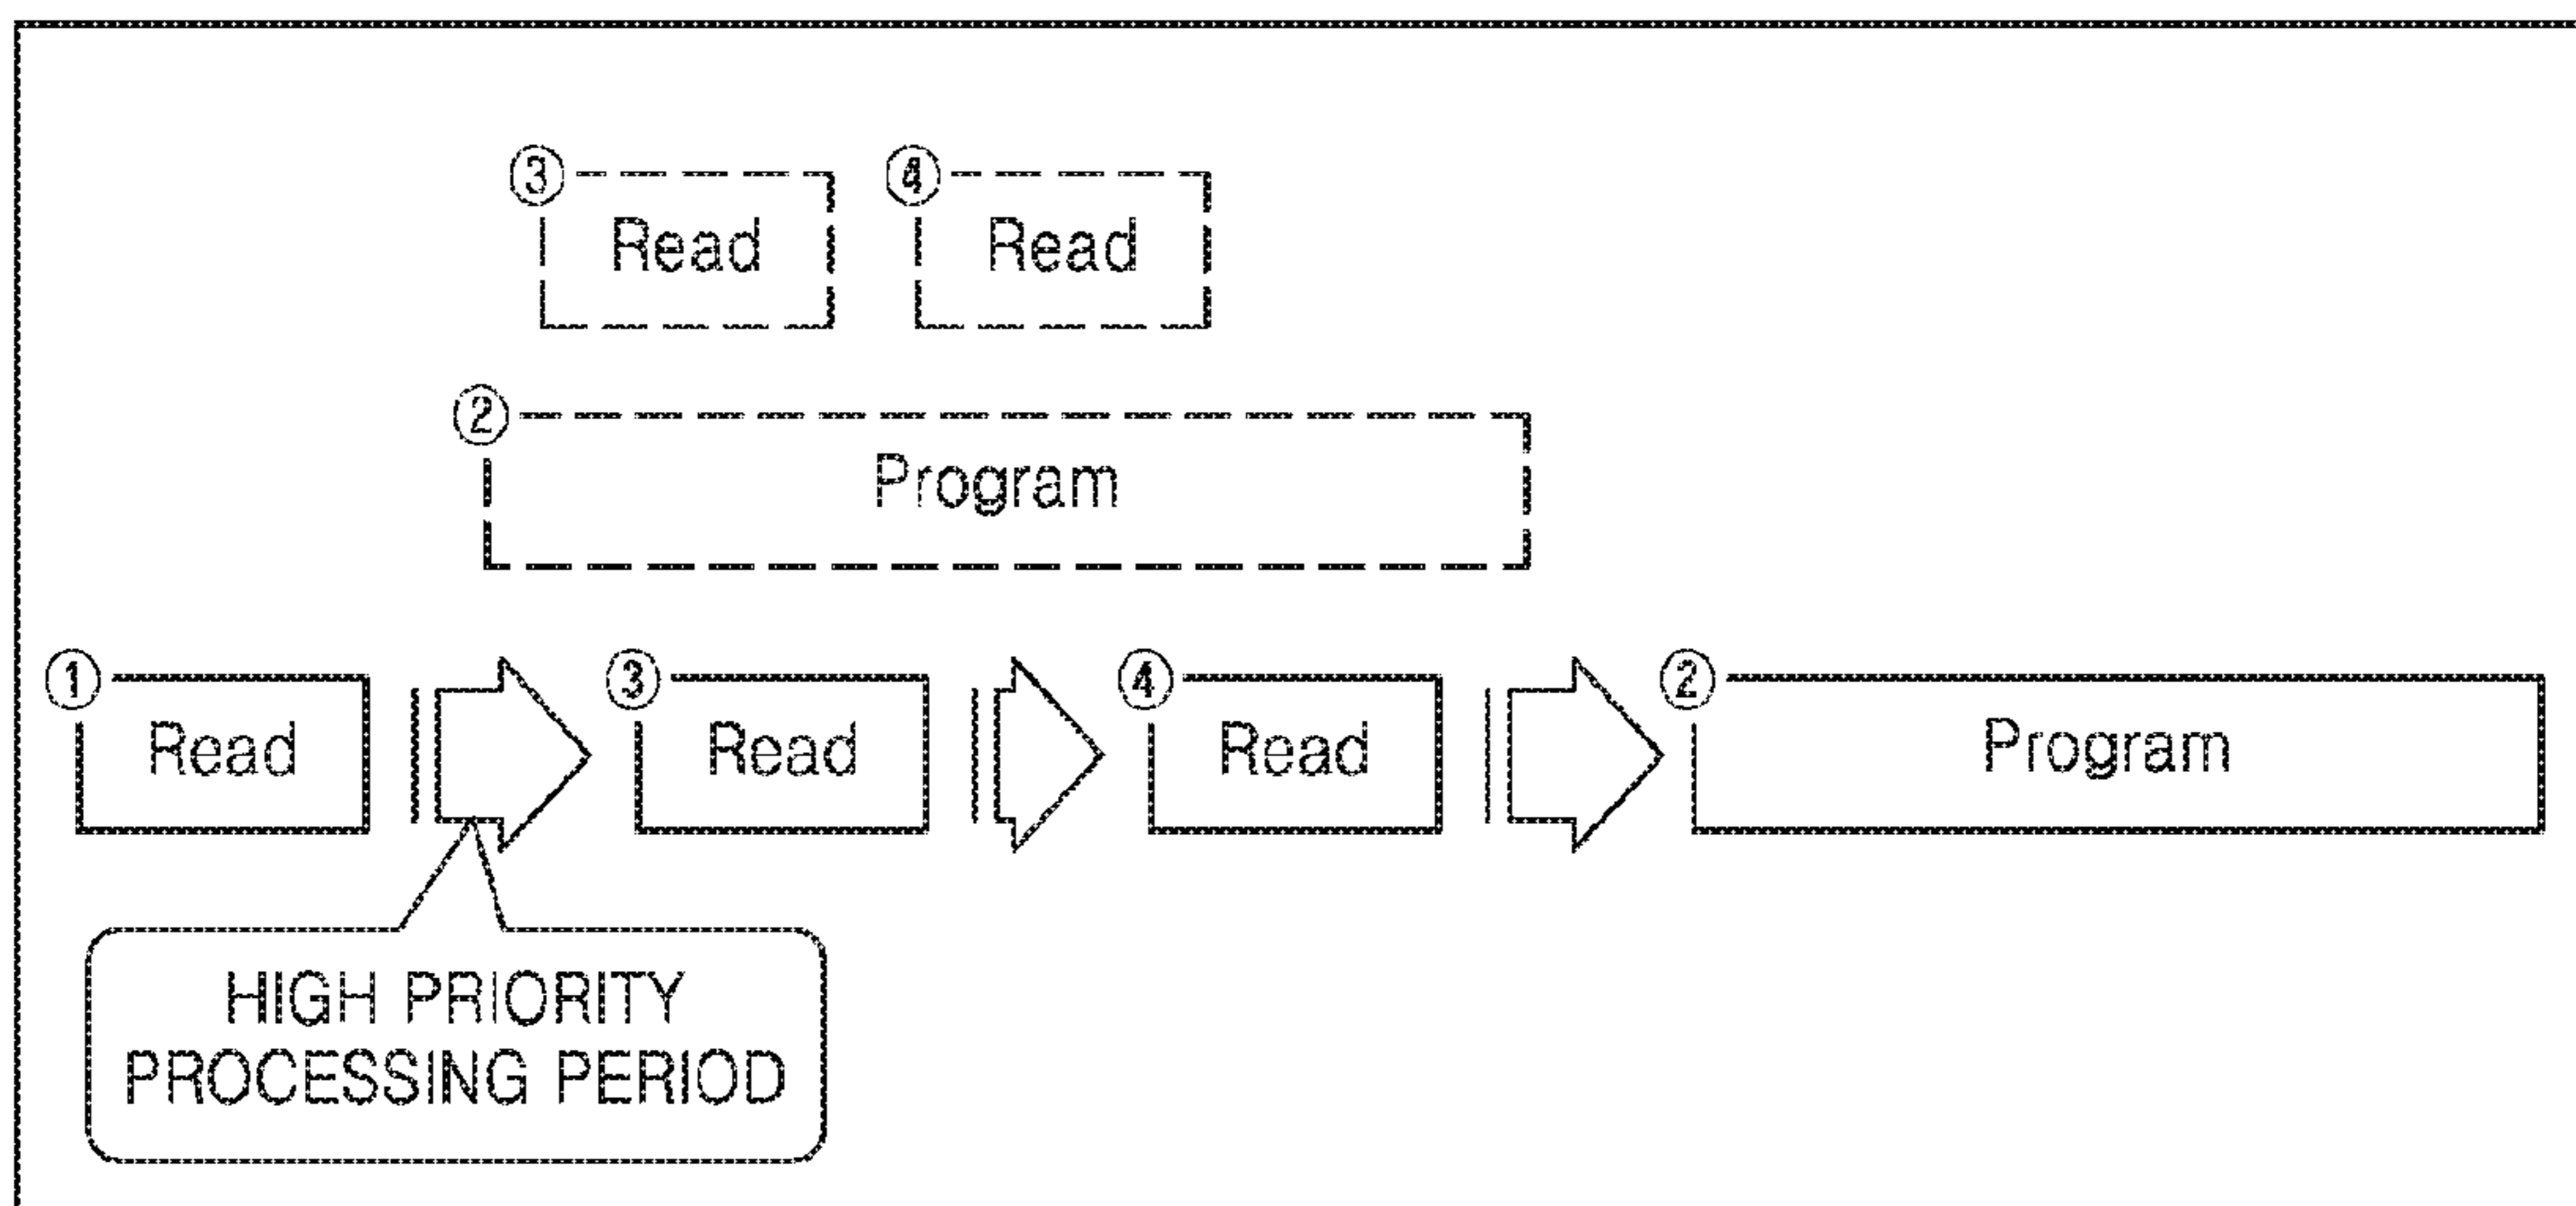 ③ Read ④ Read
② Program
① Read ③ Read ④ Read ② Program
HIGH PRIORITY
PROCESSING PERIOD